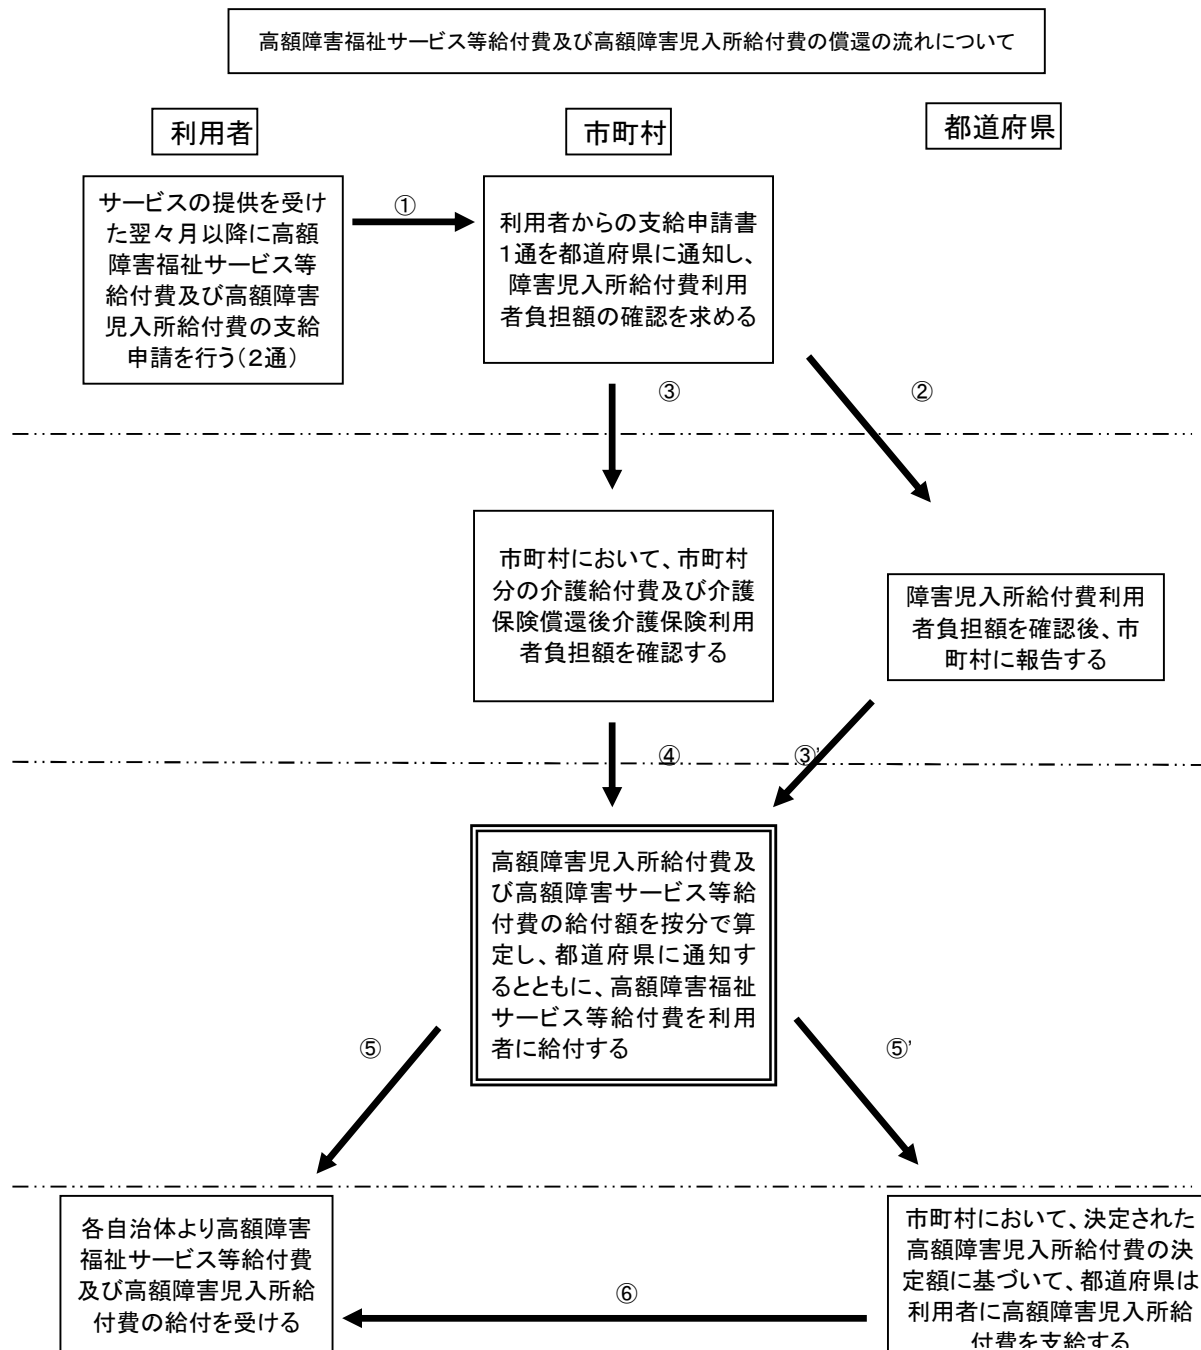 高額障害福祉サービス等給付費及び高額障害児入所給付費の償還の流れについて
利用者
市町村
都道府県
サービスの提供を受け
た翌々月以降に高額
障害福祉サービス等
給付費及び高額障害
児入所給付費の支給
申請を行う(2通)
①
利用者からの支給申請書
1通を都道府県に通知し、
障害児入所給付費利用
者負担額の確認を求める
③
②
市町村において、市町村
分の介護給付費及び介護
保険償還後介護保険利用
者負担額を確認する
障害児入所給付費利用
者負担額を確認後、市
町村に報告する
④
③'
高額障害児入所給付費及
び高額障害サービス等給
付費の給付額を按分で算
定し、都道府県に通知す
るとともに、高額障害福祉
サービス等給付費を利用
者に給付する
⑤
⑤'
各自治体より高額障害
福祉サービス等給付費
及び高額障害児入所給
付費の給付を受ける
⑥
市町村において、決定された
高額障害児入所給付費の決
定額に基づいて、都道府県は
利用者に高額障害児入所給
付費を支給する